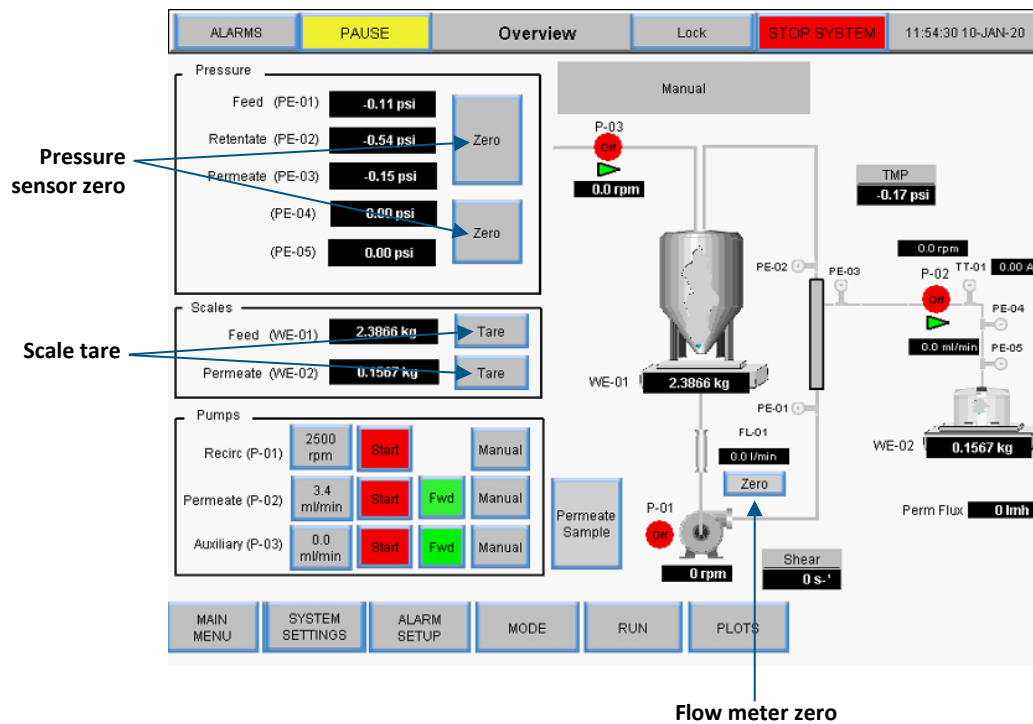 ALARMS PAUSE Overview Lock STOP SYSTEM 11:54:30 10-JAN-20
Pressure
Feed (PE-01) -0.11 psi
Retentate (PE-02) -0.54 psi
Permeate (PE-03) -0.15 psi
Zero
(PE-04) 0.00 psi
(PE-05) 0.00 psi
Zero
Pressure
sensor zero
Scales
Feed (WE-01) 2.3866 kg Tare
Permeate (WE-02) 0.1567 kg Tare
Scale tare
Pumps
Recirc (P-01) 2500 rpm Start Manual
Permeate (P-02) 3.4 ml/min Start Fwd Manual
Auxiliary (P-03) 0.0 ml/min Start Fwd Manual
Permeate
Sample
Manual
P-03
Off
0.0 rpm
TMP
-0.17 psi
PE-02
PE-03
0.0 rpm
P-02
Off
0.0 ml/min
TT-01 0.00 A
PE-04
PE-05
WE-01 2.3866 kg
PE-01
FL-01
0.0 l/min
Zero
WE-02 0.1567 kg
P-01
Off
0 rpm
Perm Flux 0 lmh
Shear
0 s-¹
MAIN
MENU
SYSTEM
SETTINGS
ALARM
SETUP
MODE
RUN
PLOTS
Flow meter zero